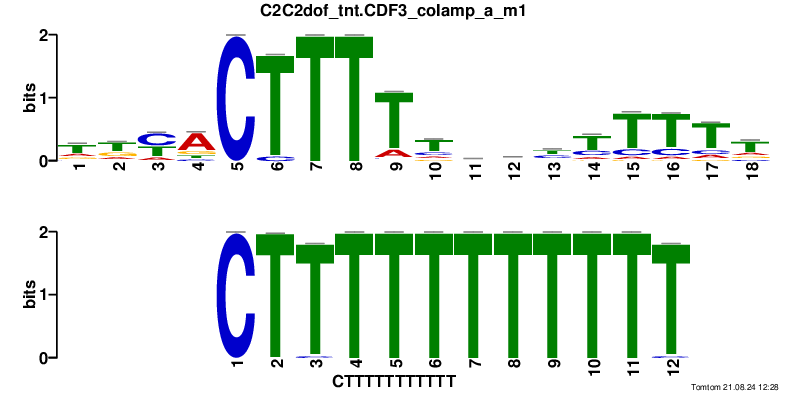 C2C2dof_tnt.CDF3_colamp_a_m1
bits
2
1
0
T T C A C T T T T T T T T T T
1 2 3 4 5 6 7 8 9 10 11 12 13 14 15 16 17 18
bits
2
1
0
C T T T T T T T T T T T
1 2 3 4 5 6 7 8 9 10 11 12
CTTTTTTTTTTT
Tomtom 21.08.24 12:28